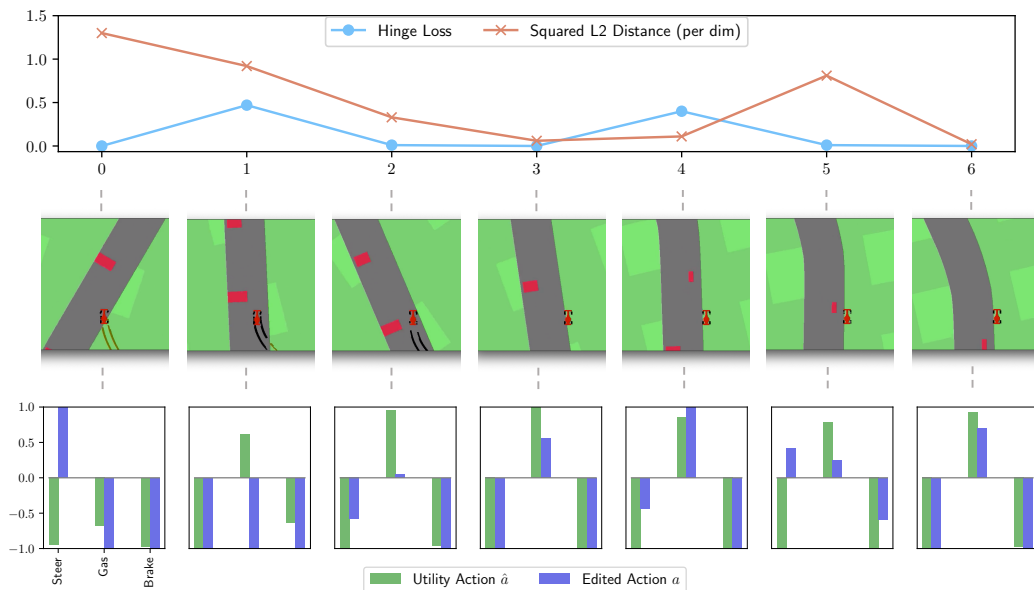 1.5
Hinge Loss Squared L2 Distance (per dim)
1.0
0.5
0.0
0 1 2 3 4 5 6
1.0
0.5
0.0
−0.5
−1.0
Steer Gas Brake
Utility Action â Edited Action a